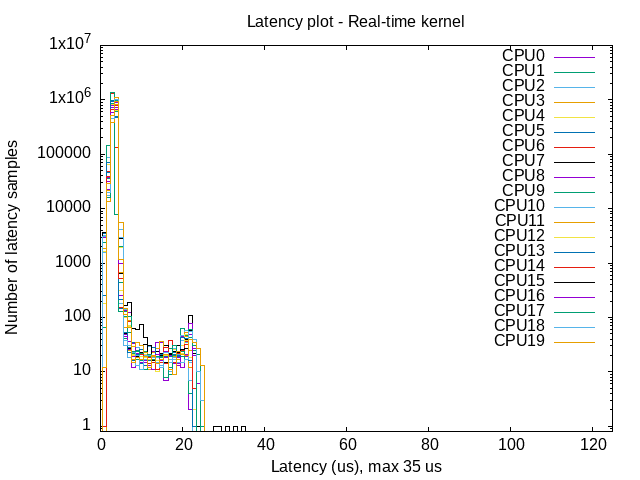 Latency plot - Real-time kernel
Number of latency samples
1x10^7
1x10^6
100000
10000
1000
100
10
1
0 20 40 60 80 100 120
Latency (us), max 35 us
CPU0
CPU1
CPU2
CPU3
CPU4
CPU5
CPU6
CPU7
CPU8
CPU9
CPU10
CPU11
CPU12
CPU13
CPU14
CPU15
CPU16
CPU17
CPU18
CPU19